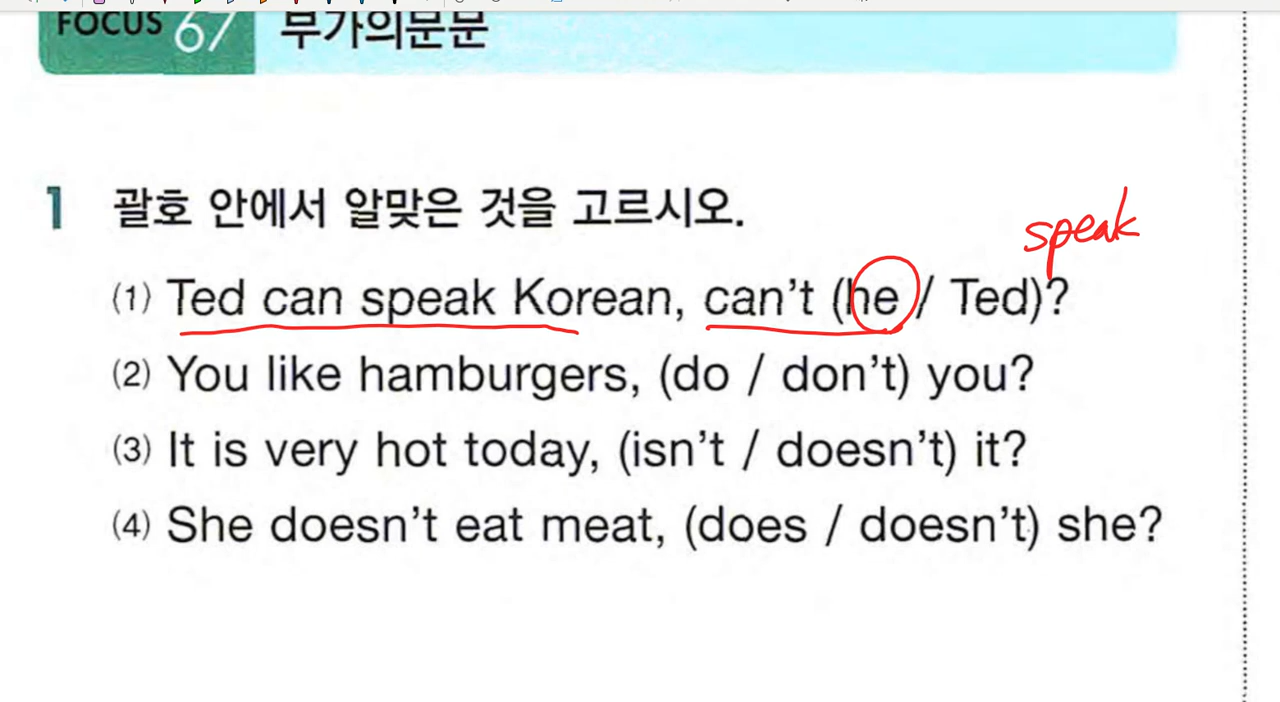 FOCUS 67 부가의문문
1 괄호 안에서 알맞은 것을 고르시오.
speak
(1) Ted can speak Korean, can't (he / Ted)?
(2) You like hamburgers, (do / don't) you?
(3) It is very hot today, (isn't / doesn't) it?
(4) She doesn't eat meat, (does / doesn't) she?